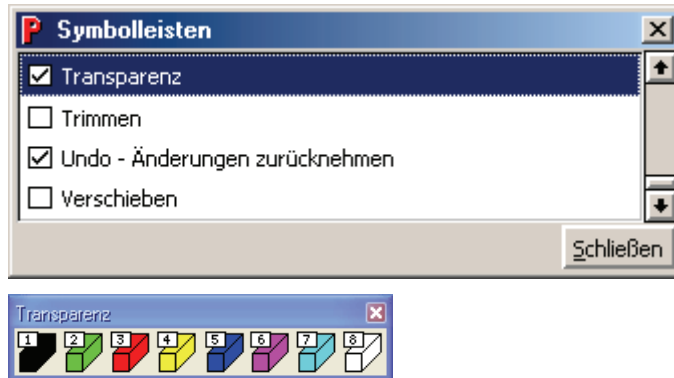 Symbolleisten
Transparenz
Trimmen
Undo - Änderungen zurücknehmen
Verschieben
Schließen
Transparenz
1 2 3 4 5 6 7 8